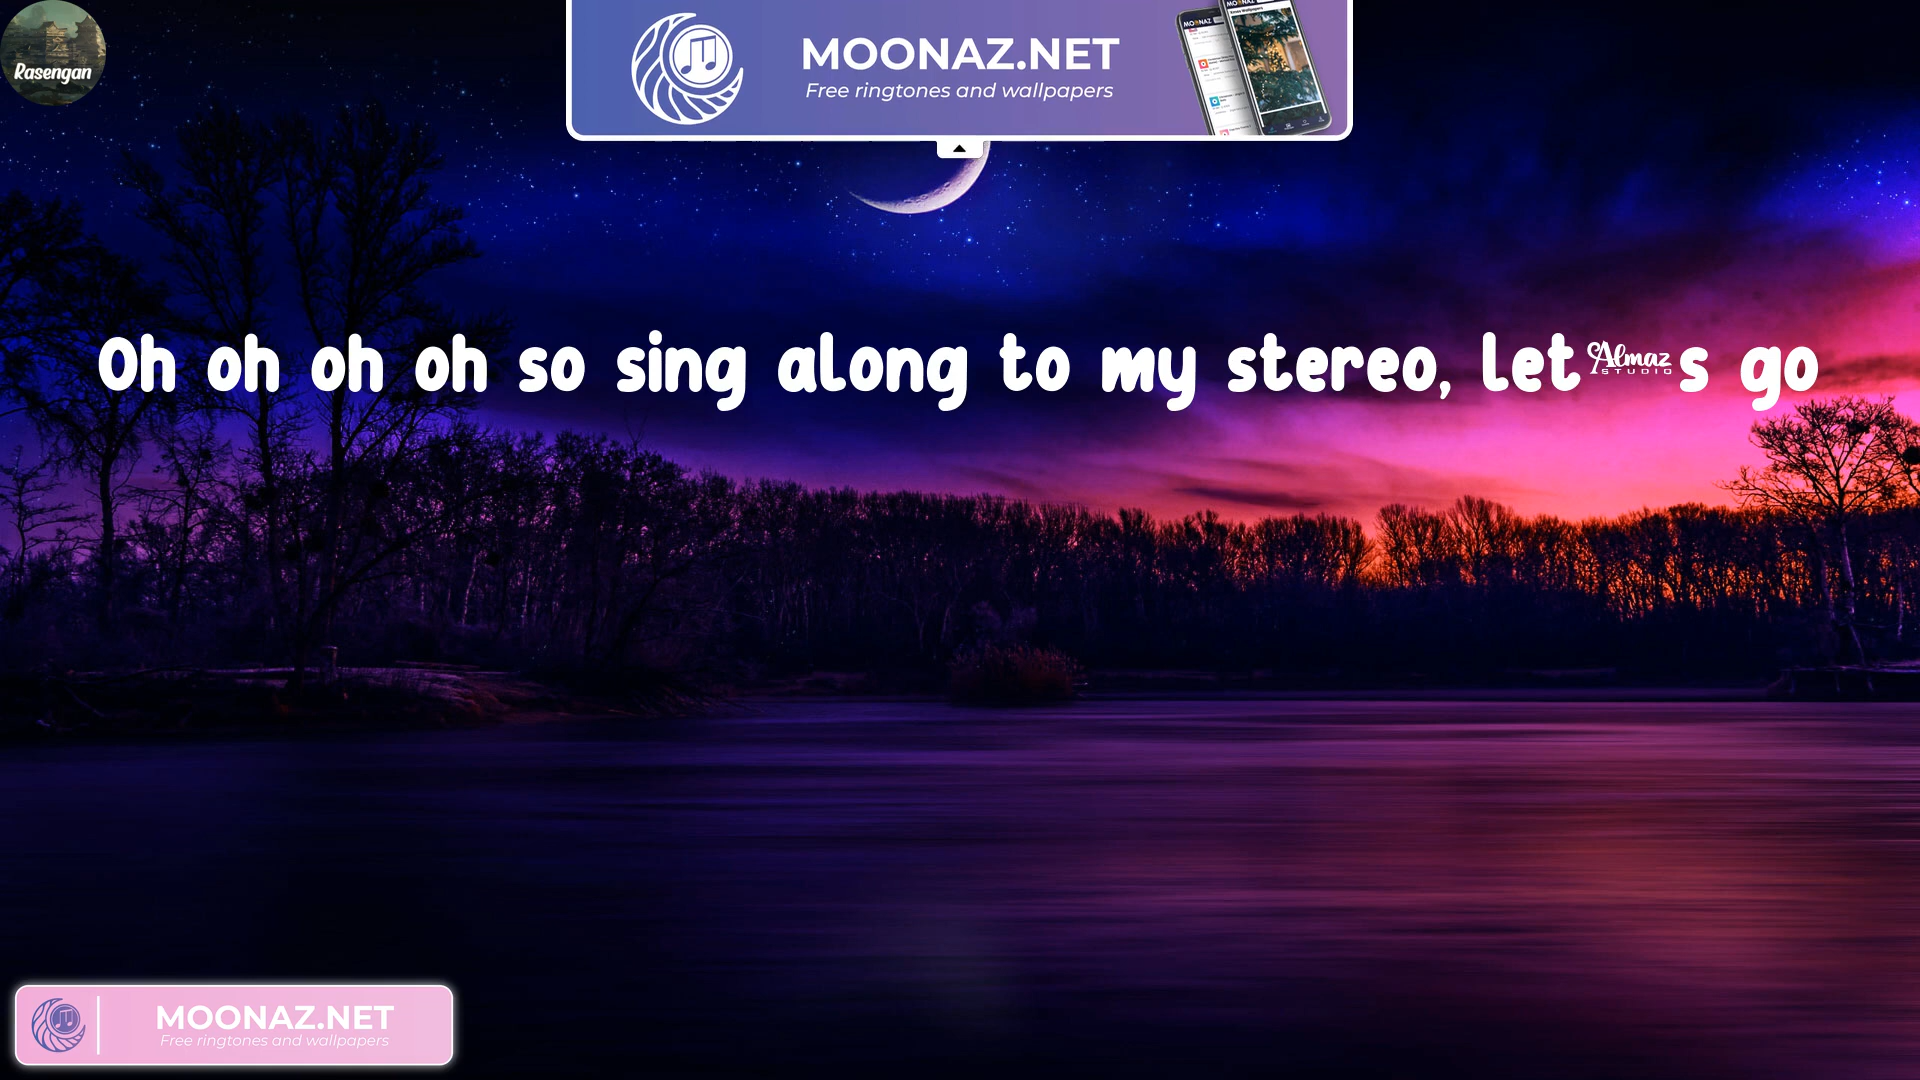 Rasengan
MOONAZ.NET
Free ringtones and wallpapers
Oh oh oh oh so sing along to my stereo, let Almaz STUDIO s go
MOONAZ.NET
Free ringtones and wallpapers